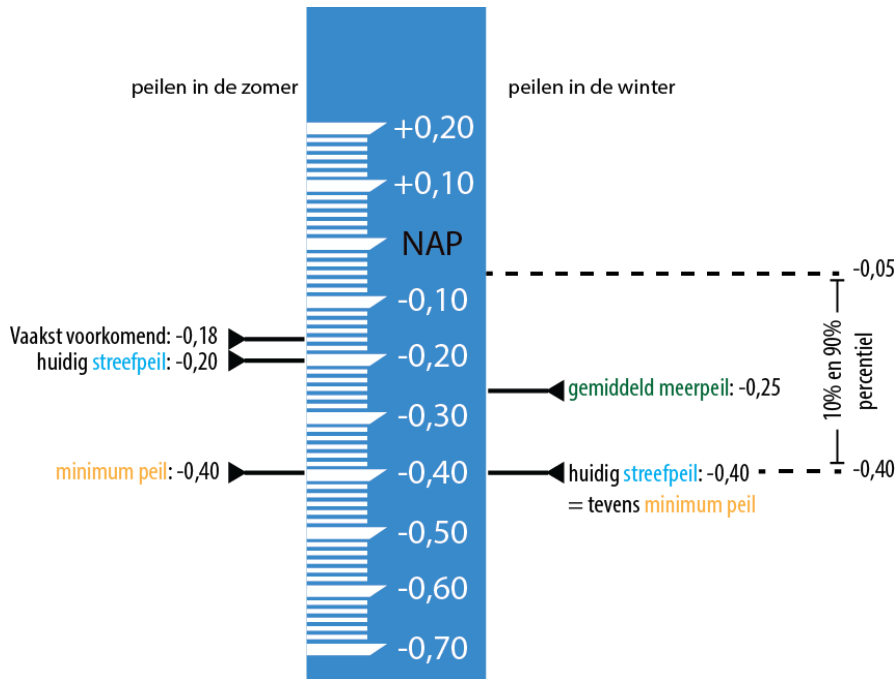 peilen in de zomer
peilen in de winter
+0,20
+0,10
NAP
-0,05
-0,10
Vaakst voorkomend: -0,18
huidig streefpeil: -0,20
-0,20
gemiddeld meerpeil: -0,25
10% en 90%
percentiel
-0,30
minimum peil: -0,40
-0,40
huidig streefpeil: -0,40
-0,40
= tevens minimum peil
-0,50
-0,60
-0,70